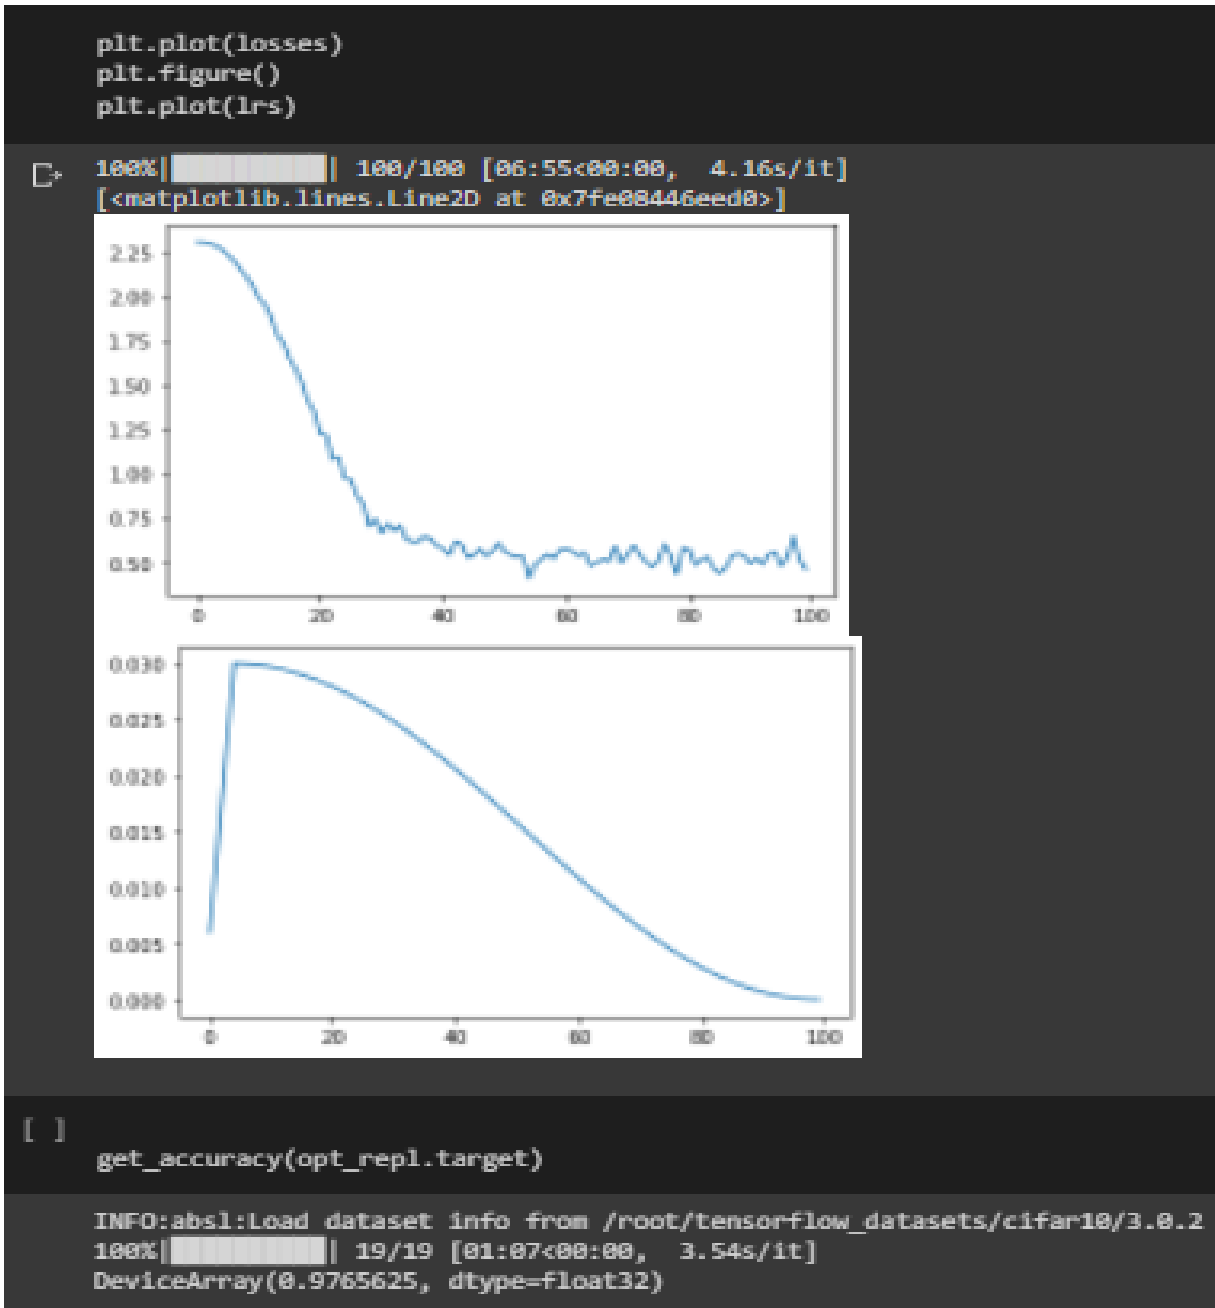 plt.plot(losses)
plt.figure()
plt.plot(lrs)
100%|██████████| 100/100 [06:55<00:00, 4.16s/it]
[<matplotlib.lines.Line2D at 0x7fe08446eed0>]
2.25
2.00
1.75
1.50
1.25
1.00
0.75
0.50
0 20 40 60 80 100
0.030
0.025
0.020
0.015
0.010
0.005
0.000
0 20 40 60 80 100
[ ]
get_accuracy(opt_repl.target)
INFO:absl:Load dataset info from /root/tensorflow_datasets/cifar10/3.0.2
100%|██████████| 19/19 [01:07<00:00, 3.54s/it]
DeviceArray(0.9765625, dtype=float32)